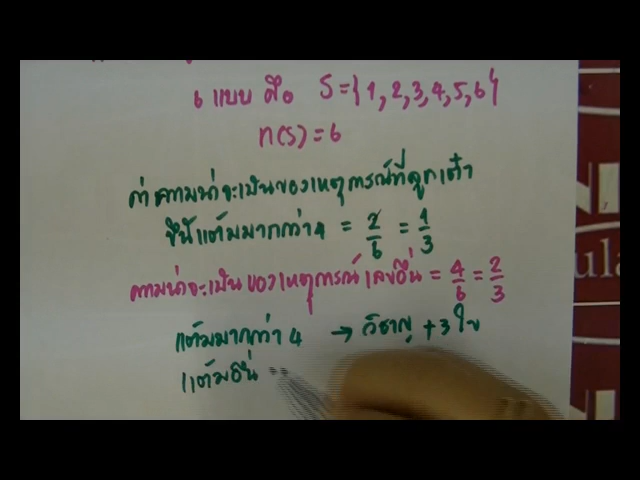 6 แบบ คือ S={1,2,3,4,5,6}
n(S)=6
ค่าความน่าจะเป็นของเหตุการณ์ที่ลูกเต๋า
ขึ้นแต้มมากกว่า 4 = 2/6 = 1/3
ความน่าจะเป็นของเหตุการณ์เลขอื่น = 4/6 = 2/3
แต้มมากกว่า 4 → วิชาญ +3 ใบ
แต้มอื่น